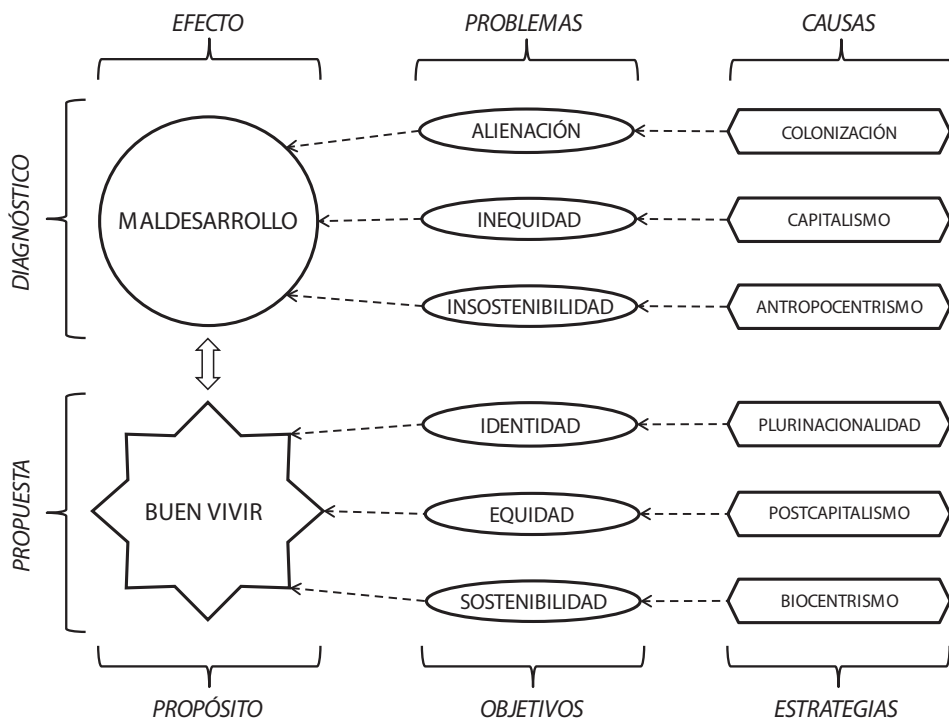 EFECTO
PROBLEMAS
CAUSAS
DIAGNÓSTICO
MALDESARROLLO
ALIENACIÓN
COLONIZACIÓN
INEQUIDAD
CAPITALISMO
INSOSTENIBILIDAD
ANTROPOCENTRISMO
PROPUESTA
BUEN VIVIR
IDENTIDAD
PLURINACIONALIDAD
EQUIDAD
POSTCAPITALISMO
SOSTENIBILIDAD
BIOCENTRISMO
PROPÓSITO
OBJETIVOS
ESTRATEGIAS